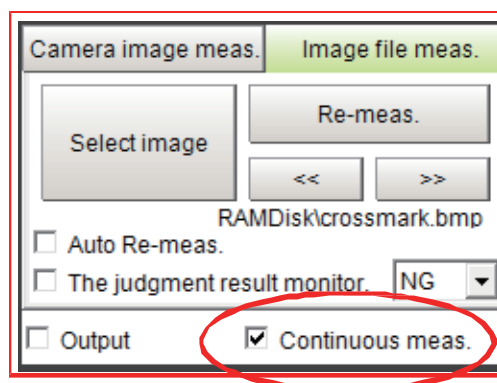 Camera image meas. Image file meas.
Select image
Re-meas.
<< >>
RAMDisk\crossmark.bmp
Auto Re-meas.
The judgment result monitor. NG
Output Continuous meas.